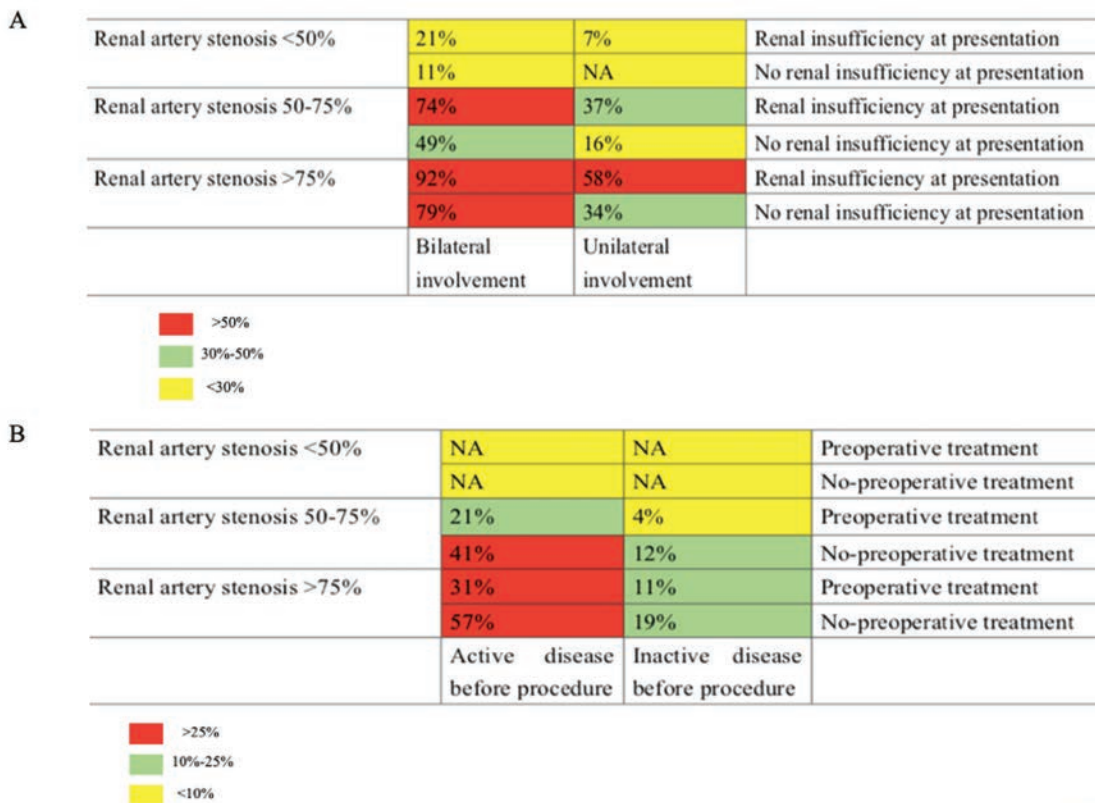 A
Renal artery stenosis <50% 21% 7% Renal insufficiency at presentation
11% NA No renal insufficiency at presentation
Renal artery stenosis 50-75% 74% 37% Renal insufficiency at presentation
49% 16% No renal insufficiency at presentation
Renal artery stenosis >75% 92% 58% Renal insufficiency at presentation
79% 34% No renal insufficiency at presentation
Bilateral Unilateral
involvement involvement
>50%
30%-50%
<30%
B
Renal artery stenosis <50% NA NA Preoperative treatment
NA NA No-preoperative treatment
Renal artery stenosis 50-75% 21% 4% Preoperative treatment
41% 12% No-preoperative treatment
Renal artery stenosis >75% 31% 11% Preoperative treatment
57% 19% No-preoperative treatment
Active disease Inactive disease
before procedure before procedure
>25%
10%-25%
<10%